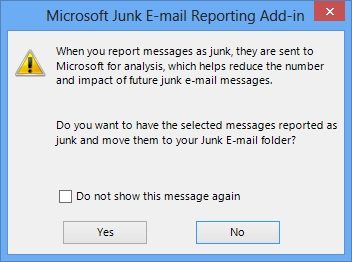 Microsoft Junk E-mail Reporting Add-in
When you report messages as junk, they are sent to
Microsoft for analysis, which helps reduce the number
and impact of future junk e-mail messages.
Do you want to have the selected messages reported as
junk and move them to your Junk E-mail folder?
Do not show this message again
Yes No